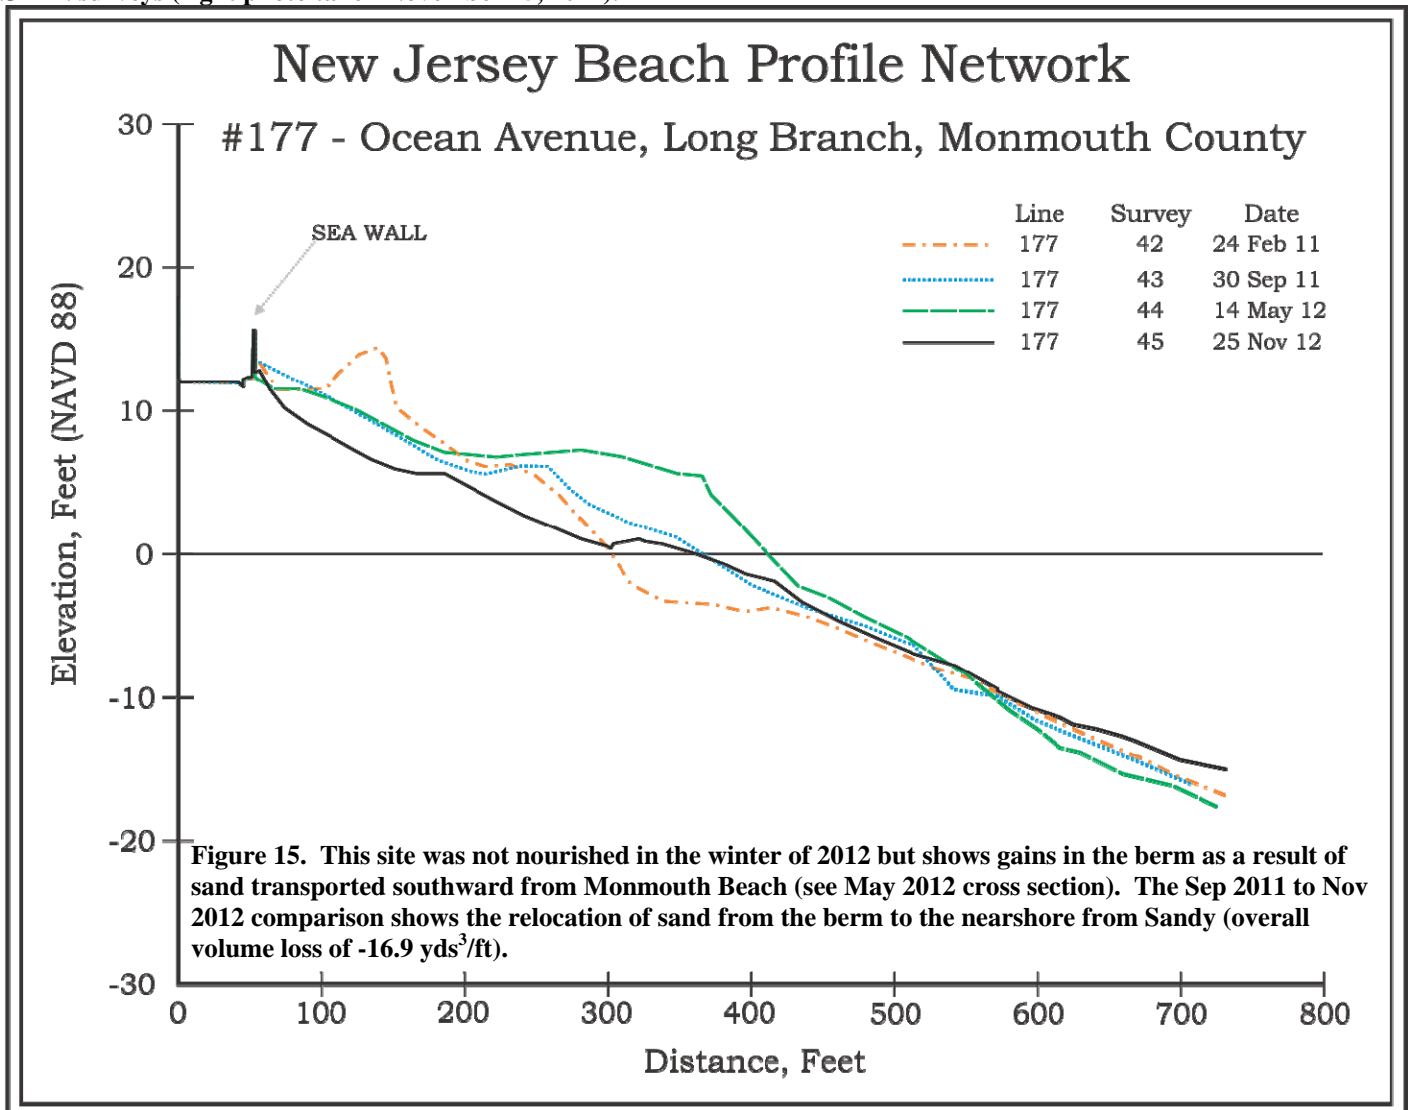 New Jersey Beach Profile Network
#177 - Ocean Avenue, Long Branch, Monmouth County
SEA WALL
Line Survey Date
177 42 24 Feb 11
177 43 30 Sep 11
177 44 14 May 12
177 45 25 Nov 12
Elevation, Feet (NAVD 88)
30
20
10
0
-10
-20
-30
Figure 15. This site was not nourished in the winter of 2012 but shows gains in the berm as a result of
sand transported southward from Monmouth Beach (see May 2012 cross section). The Sep 2011 to Nov
2012 comparison shows the relocation of sand from the berm to the nearshore from Sandy (overall
volume loss of -16.9 yds³/ft).
0 100 200 300 400 500 600 700 800
Distance, Feet